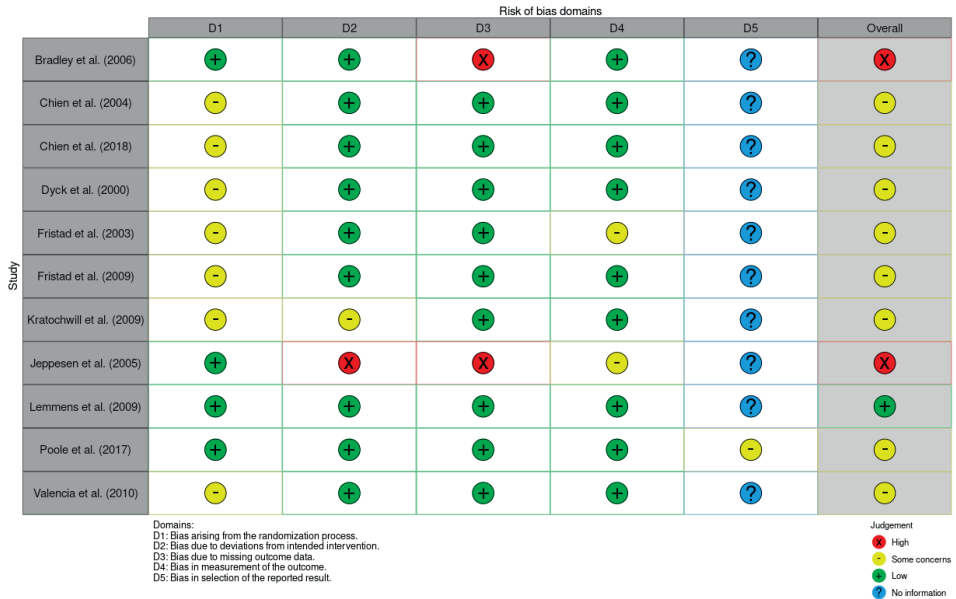 Risk of bias domains
D1 D2 D3 D4 D5 Overall
Study
Bradley et al. (2006) + + X + ? X
Chien et al. (2004) - + + + ? -
Chien et al. (2018) - + + + ? -
Dyck et al. (2000) - + + + ? -
Fristad et al. (2003) - + + - ? -
Fristad et al. (2009) - + + + ? -
Kratochwill et al. (2009) - - + + ? -
Jeppesen et al. (2005) + X X - ? X
Lemmens et al. (2009) + + + + ? +
Poole et al. (2017) + + + + - -
Valencia et al. (2010) - + + + ? -
Domains:
D1: Bias arising from the randomization process.
D2: Bias due to deviations from intended intervention.
D3: Bias due to missing outcome data.
D4: Bias in measurement of the outcome.
D5: Bias in selection of the reported result.
Judgement
X High
- Some concerns
+ Low
? No information